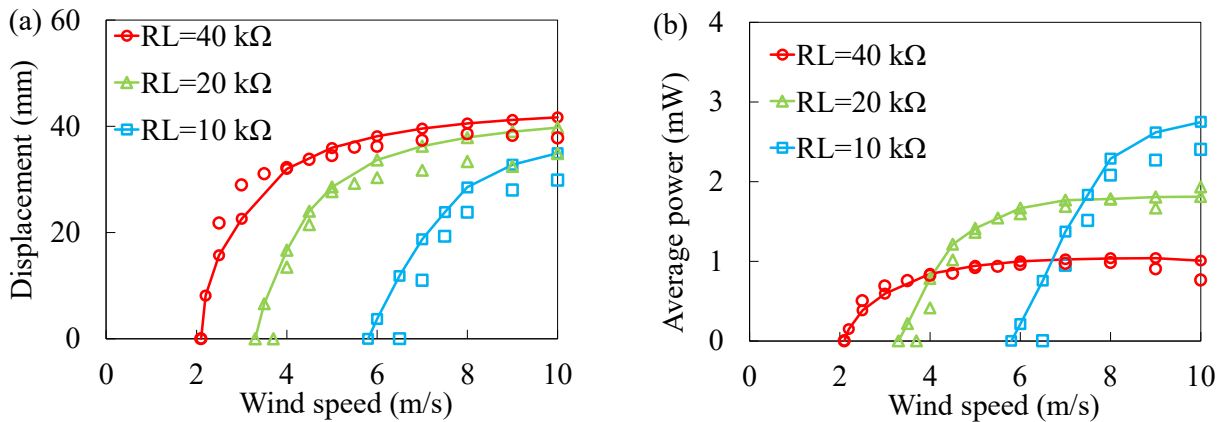 (a)
60
40
20
0
Displacement (mm)
RL=40 kΩ
RL=20 kΩ
RL=10 kΩ
0 2 4 6 8 10
Wind speed (m/s)
(b)
4
3
2
1
0
Average power (mW)
RL=40 kΩ
RL=20 kΩ
RL=10 kΩ
0 2 4 6 8 10
Wind speed (m/s)